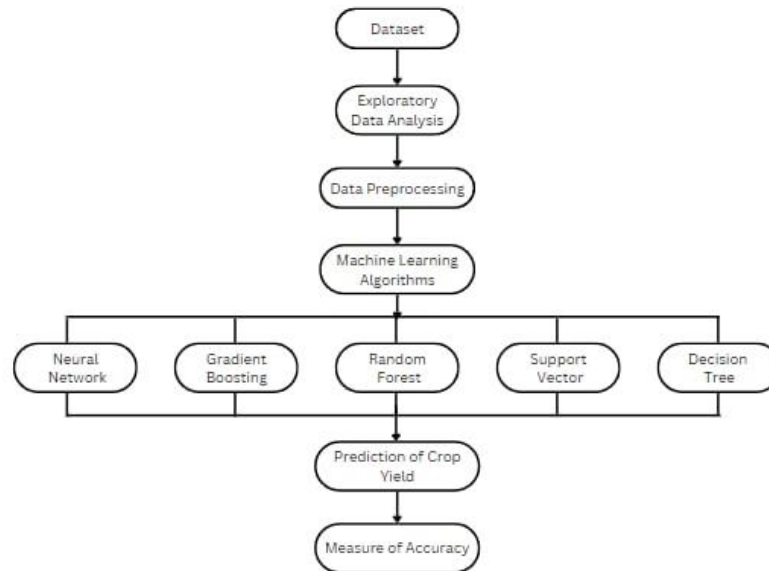 Dataset
Exploratory
Data Analysis
Data Preprocessing
Machine Learning
Algorithms
Neural
Network
Gradient
Boosting
Random
Forest
Support
Vector
Decision
Tree
Prediction of Crop
Yield
Measure of Accuracy